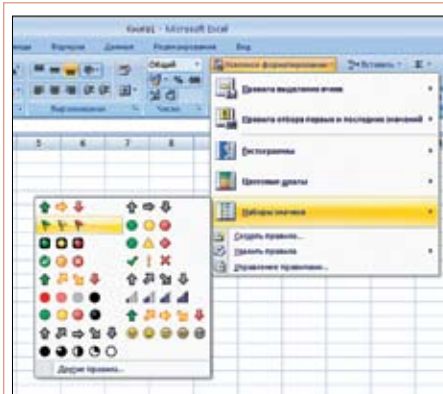 Книга1 - Microsoft Excel
Формулы Данные Рецензирование Вид
Общий
Условное форматирование
Вставить
Σ
%
Выравнивание
Число
Правила выделения ячеек
Правила отбора первых и последних значений
Гистограммы
Цветовые шкалы
Наборы значков
Создать правило...
Удалить правила
Управление правилами...
5 6 7 8
Другие правила...